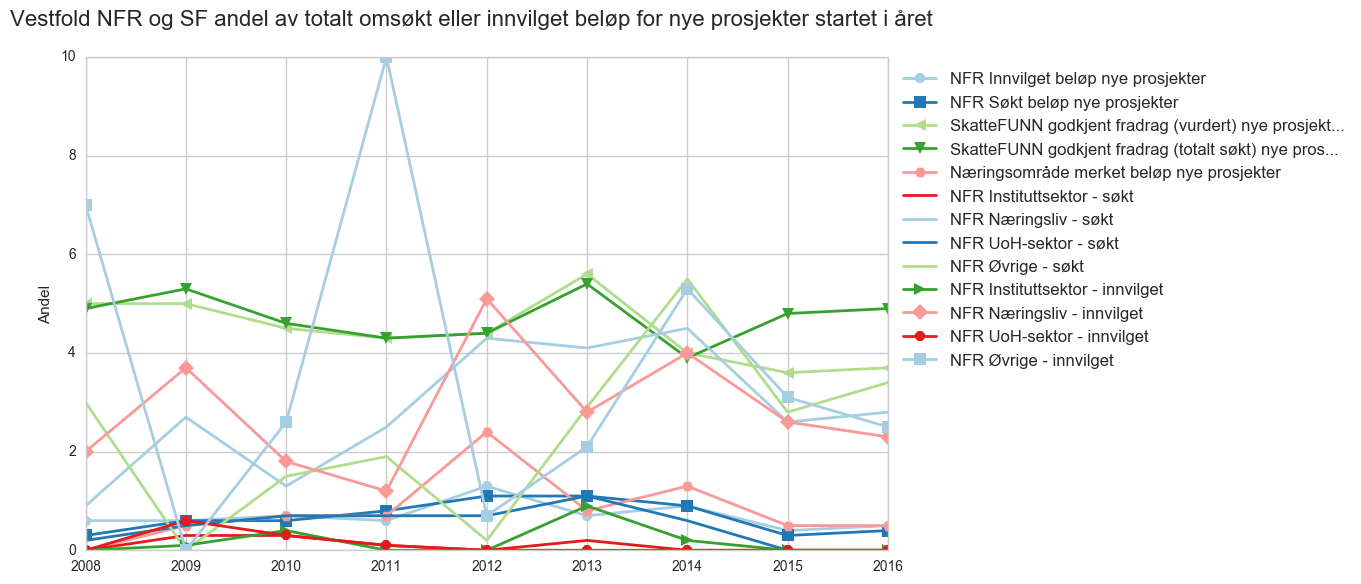 Vestfold NFR og SF andel av totalt omsøkt eller innvilget beløp for nye prosjekter startet i året
10
8
6
4
2
0
Andel
2008 2009 2010 2011 2012 2013 2014 2015 2016
NFR Innvilget beløp nye prosjekter
NFR Søkt beløp nye prosjekter
SkatteFUNN godkjent fradrag (vurdert) nye prosjekt...
SkatteFUNN godkjent fradrag (totalt søkt) nye pros...
Næringsområde merket beløp nye prosjekter
NFR Instituttsektor - søkt
NFR Næringsliv - søkt
NFR UoH-sektor - søkt
NFR Øvrige - søkt
NFR Instituttsektor - innvilget
NFR Næringsliv - innvilget
NFR UoH-sektor - innvilget
NFR Øvrige - innvilget